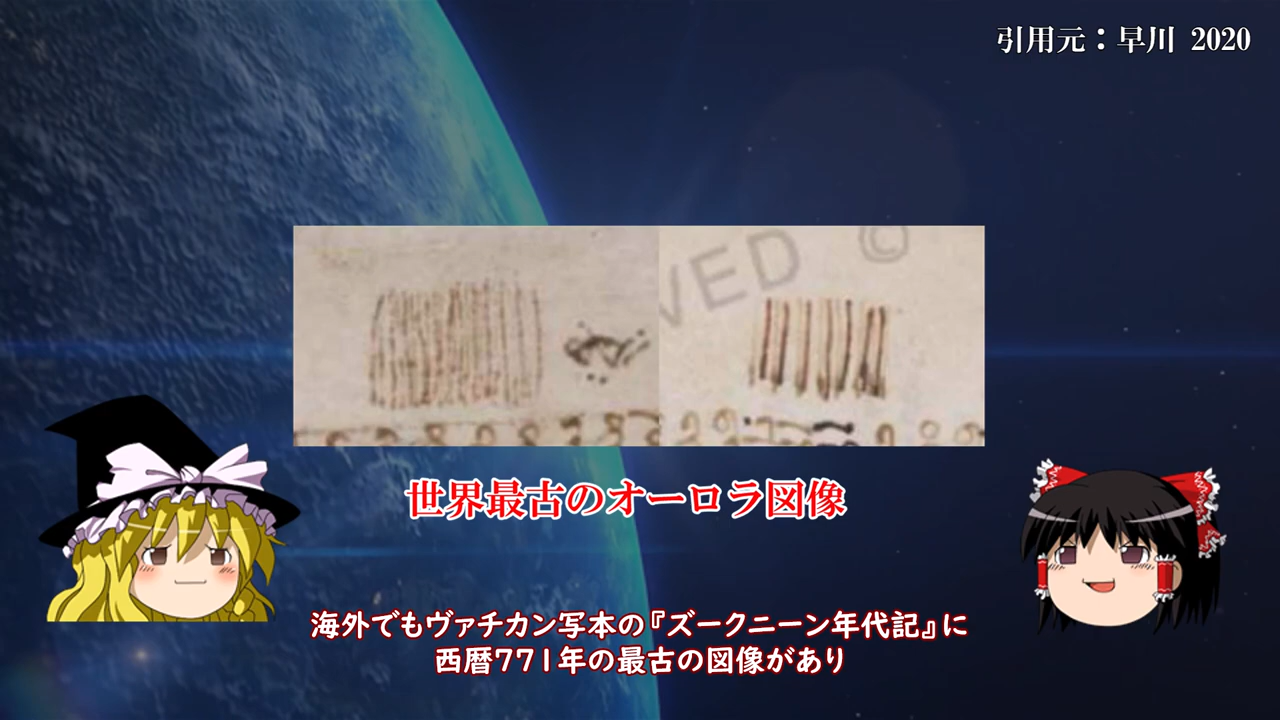 引用元：早川 2020
VED ©
世界最古のオーロラ図像
海外でもヴァチカン写本の『ズークニーン年代記』に
西暦771年の最古の図像があり